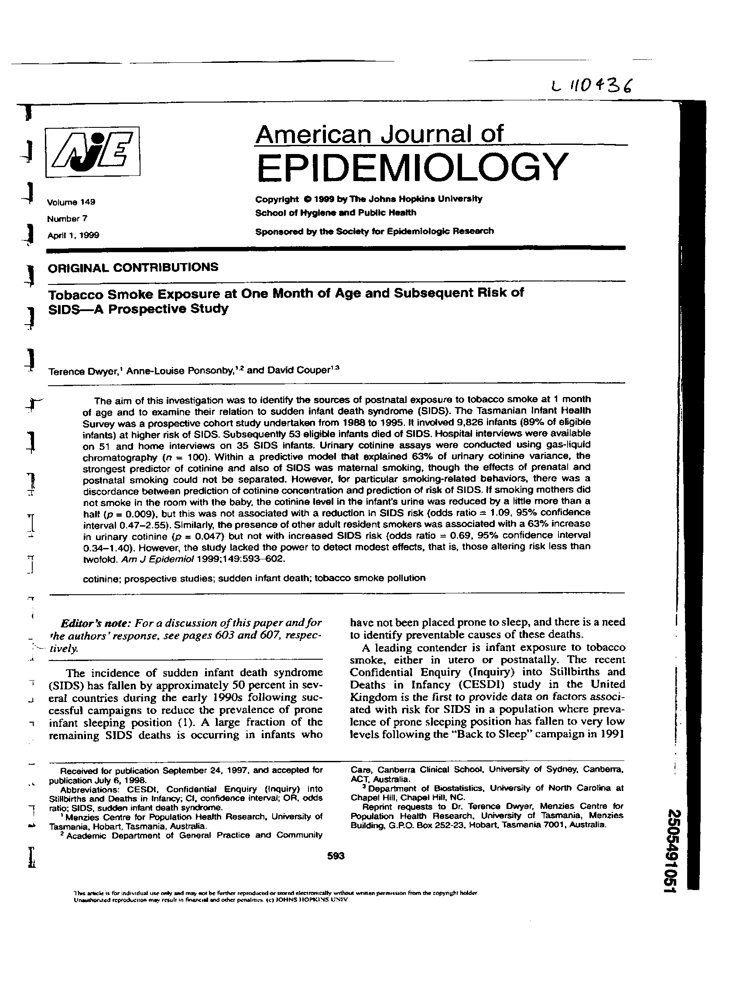 L 110436
AJE
American Journal of
EPIDEMIOLOGY
Volume 149
Number 7
April 1, 1999
Copyright © 1999 by The Johns Hopkins University
School of Hygiene and Public Health
Sponsored by the Society for Epidemiologic Research
ORIGINAL CONTRIBUTIONS
Tobacco Smoke Exposure at One Month of Age and Subsequent Risk of
SIDS—A Prospective Study
Terence Dwyer,1 Anne-Louise Ponsonby,1,2 and David Couper1,3
The aim of this investigation was to identify the sources of postnatal exposure to tobacco smoke at 1 month
of age and to examine their relation to sudden infant death syndrome (SIDS). The Tasmanian Infant Health
Survey was a prospective cohort study undertaken from 1988 to 1995. It involved 9,826 infants (89% of eligible
infants) at higher risk of SIDS. Subsequently 53 eligible infants died of SIDS. Hospital interviews were available
on 51 and home interviews on 35 SIDS infants. Urinary cotinine assays were conducted using gas-liquid
chromatography (n = 100). Within a predictive model that explained 63% of urinary cotinine variance, the
strongest predictor of cotinine and also of SIDS was maternal smoking, though the effects of prenatal and
postnatal smoking could not be separated. However, for particular smoking-related behaviors, there was a
discordance between prediction of cotinine concentration and prediction of risk of SIDS. If smoking mothers did
not smoke in the room with the baby, the cotinine level in the infant's urine was reduced by a little more than a
half (p = 0.009), but this was not associated with a reduction in SIDS risk (odds ratio = 1.09, 95% confidence
interval 0.47–2.55). Similarly, the presence of other adult resident smokers was associated with a 63% increase
in urinary cotinine (p = 0.047) but not with increased SIDS risk (odds ratio = 0.69, 95% confidence interval
0.34–1.40). However, the study lacked the power to detect modest effects, that is, those altering risk less than
twofold. Am J Epidemiol 1999;149:593–602.
cotinine; prospective studies; sudden infant death; tobacco smoke pollution
Editor's note: For a discussion of this paper and for
the authors' response, see pages 603 and 607, respec-
tively.
The incidence of sudden infant death syndrome
(SIDS) has fallen by approximately 50 percent in sev-
eral countries during the early 1990s following suc-
cessful campaigns to reduce the prevalence of prone
infant sleeping position (1). A large fraction of the
remaining SIDS deaths is occurring in infants who
have not been placed prone to sleep, and there is a need
to identify preventable causes of these deaths.
A leading contender is infant exposure to tobacco
smoke, either in utero or postnatally. The recent
Confidential Enquiry (Inquiry) into Stillbirths and
Deaths in Infancy (CESDI) study in the United
Kingdom is the first to provide data on factors associ-
ated with risk for SIDS in a population where preva-
lence of prone sleeping position has fallen to very low
levels following the "Back to Sleep" campaign in 1991
Received for publication September 24, 1997, and accepted for
publication July 6, 1998.
Abbreviations: CESDI, Confidential Enquiry (Inquiry) into
Stillbirths and Deaths in Infancy; CI, confidence interval; OR, odds
ratio; SIDS, sudden infant death syndrome.
1 Menzies Centre for Population Health Research, University of
Tasmania, Hobart, Tasmania, Australia.
2 Academic Department of General Practice and Community
Care, Canberra Clinical School, University of Sydney, Canberra,
ACT, Australia.
3 Department of Biostatistics, University of North Carolina at
Chapel Hill, Chapel Hill, NC.
Reprint requests to Dr. Terence Dwyer, Menzies Centre for
Population Health Research, University of Tasmania, Menzies
Building, G.P.O. Box 252-23, Hobart, Tasmania 7001, Australia.
593
This article is for individual use only and may not be further reproduced or stored electronically without written permission from the copyright holder.
Unauthorized reproduction may result in financial and other penalties. (c) JOHNS HOPKINS UNIV
2505491051